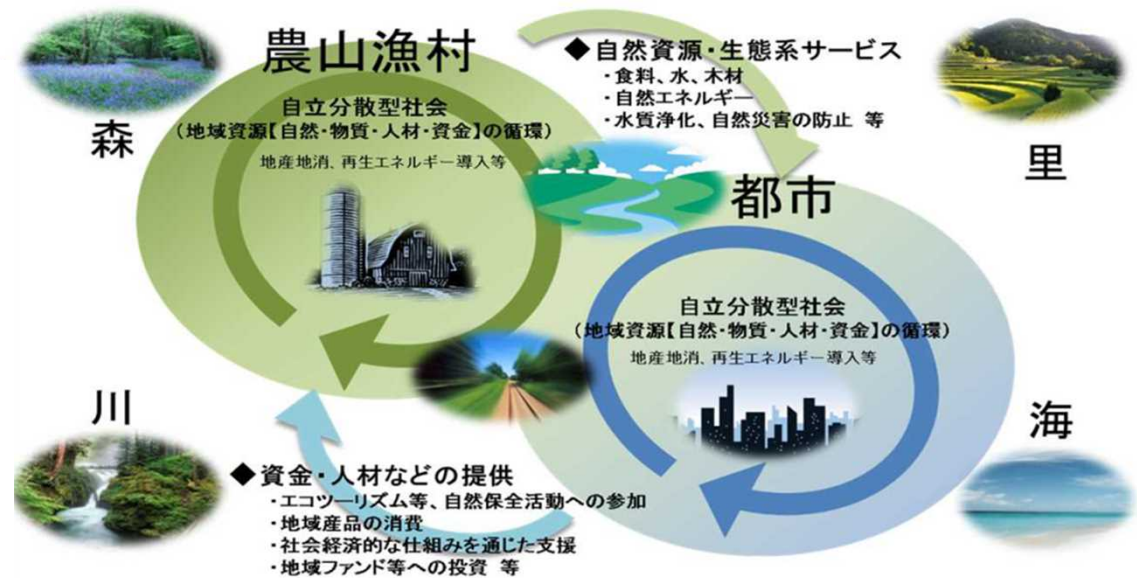 農山漁村
◆自然資源・生態系サービス
・食料、水、木材
・自然エネルギー
・水質浄化、自然災害の防止 等
森
自立分散型社会
(地域資源【自然・物質・人材・資金】の循環)
地産地消、再生エネルギー導入等
里
都市
自立分散型社会
(地域資源【自然・物質・人材・資金】の循環)
地産地消、再生エネルギー導入等
川
海
◆資金・人材などの提供
・エコツーリズム等、自然保全活動への参加
・地域産品の消費
・社会経済的な仕組みを通じた支援
・地域ファンド等への投資 等